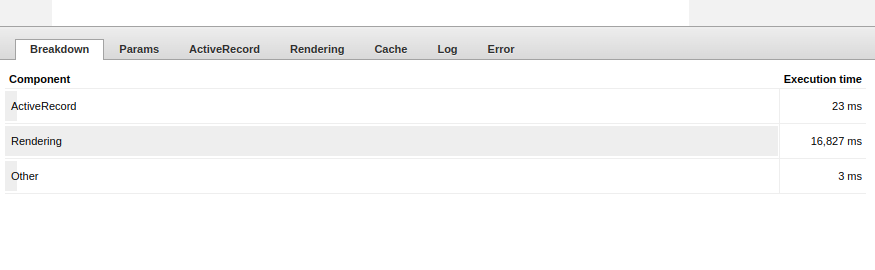 Breakdown Params ActiveRecord Rendering Cache Log Error
Component Execution time
ActiveRecord 23 ms
Rendering 16,827 ms
Other 3 ms